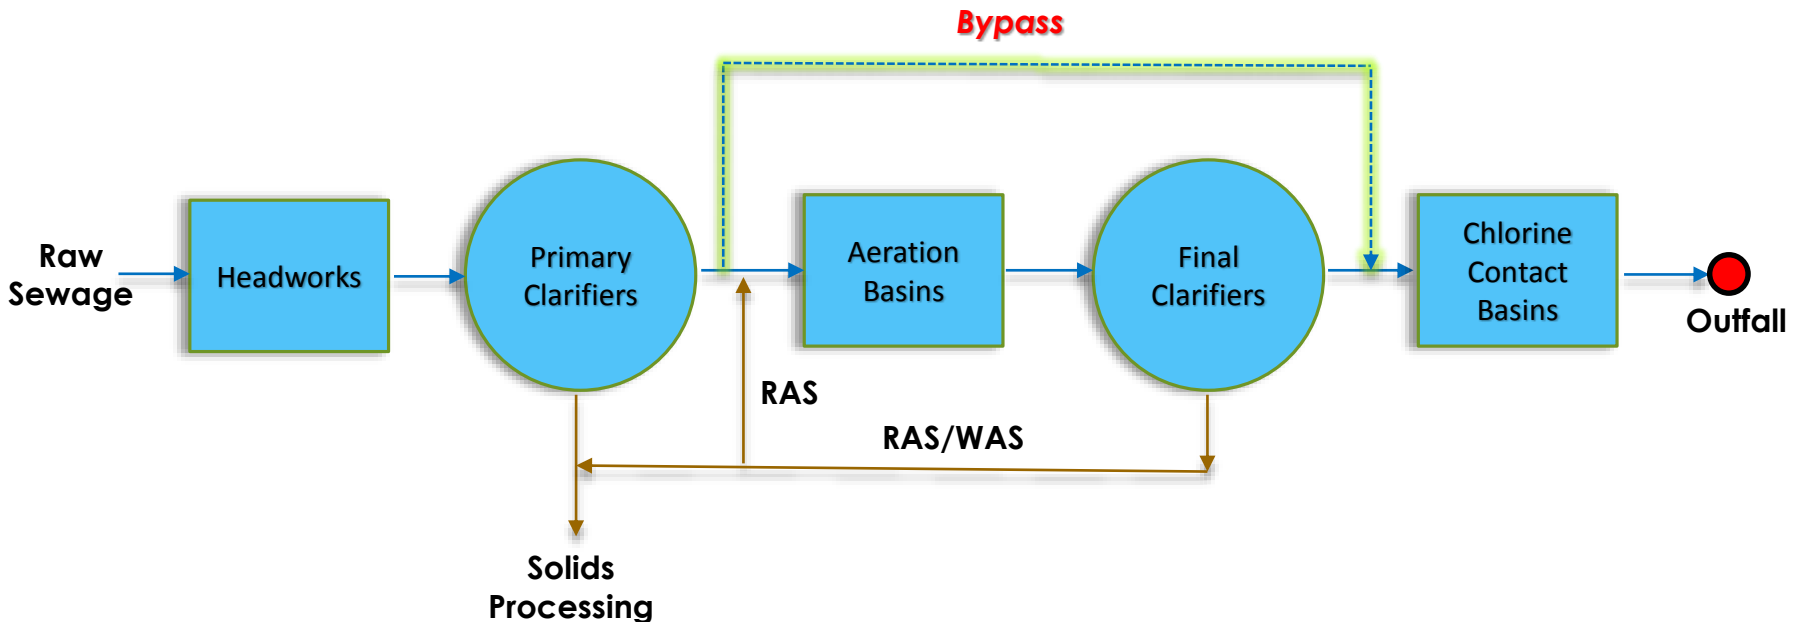 Bypass
Raw
Sewage
Headworks
Primary
Clarifiers
Aeration
Basins
Final
Clarifiers
Chlorine
Contact
Basins
Outfall
RAS
RAS/WAS
Solids
Processing